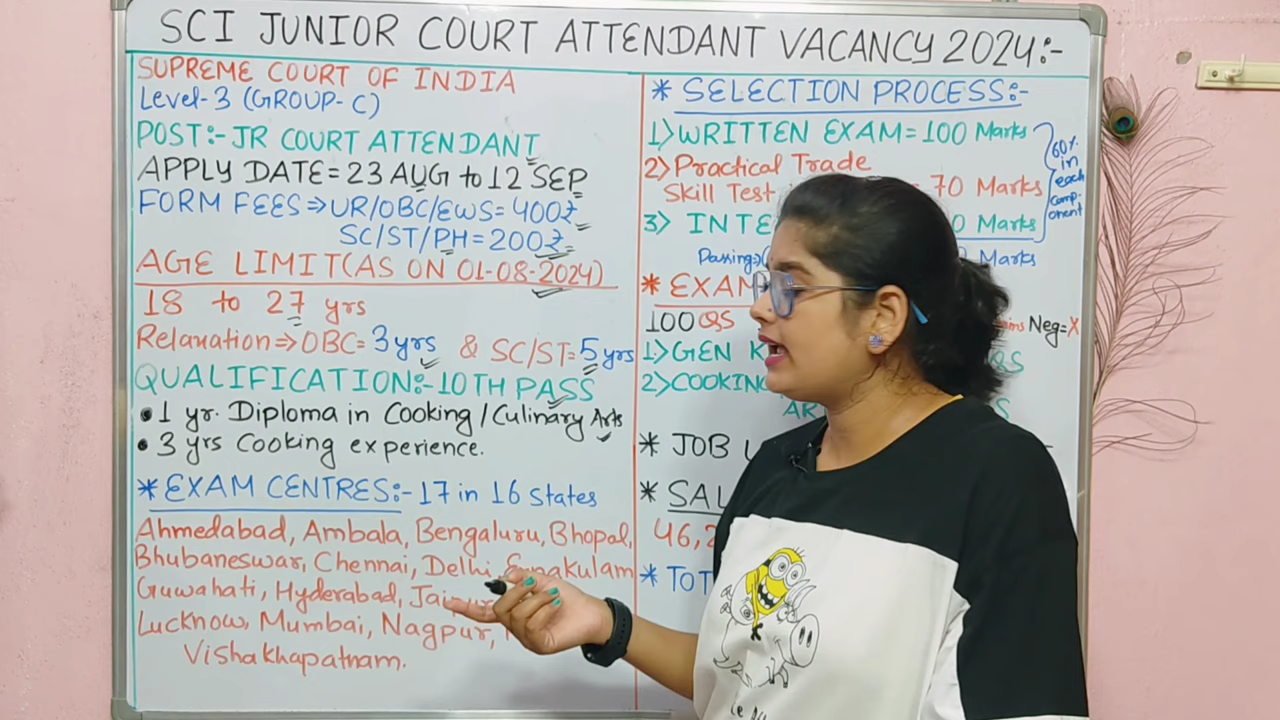 SCI JUNIOR COURT ATTENDANT VACANCY 2024:-
SUPREME COURT OF INDIA
Level-3 (GROUP-C)
POST:- JR COURT ATTENDANT
APPLY DATE = 23 AUG to 12 SEP
FORM FEES ⇒ UR/OBC/EWS = 400₹
SC/ST/PH = 200₹
AGE LIMIT (AS ON 01-08-2024)
18 to 27 yrs
Relaxation ⇒ OBC = 3 yrs & SC/ST = 5 yrs
QUALIFICATION:- 10TH PASS
• 1 yr. Diploma in Cooking / Culinary Arts
• 3 yrs Cooking experience.
* EXAM CENTRES:- 17 in 16 states
Ahmedabad, Ambala, Bengaluru, Bhopal,
Bhubaneswar, Chennai, Delhi
Guwahati, Hyderabad,
Lucknow, Mumbai, Nagpur,
Vishakhapatnam.
* SELECTION PROCESS:-
1) WRITTEN EXAM = 100 Marks
2) Practical Trade
Skill Test = 70 Marks
3) Marks
60% in each component
Passing Marks
* EXAM
100 QS Neg = X
1.) GEN QS
2) COOKING
* JOB
*
46,2
*